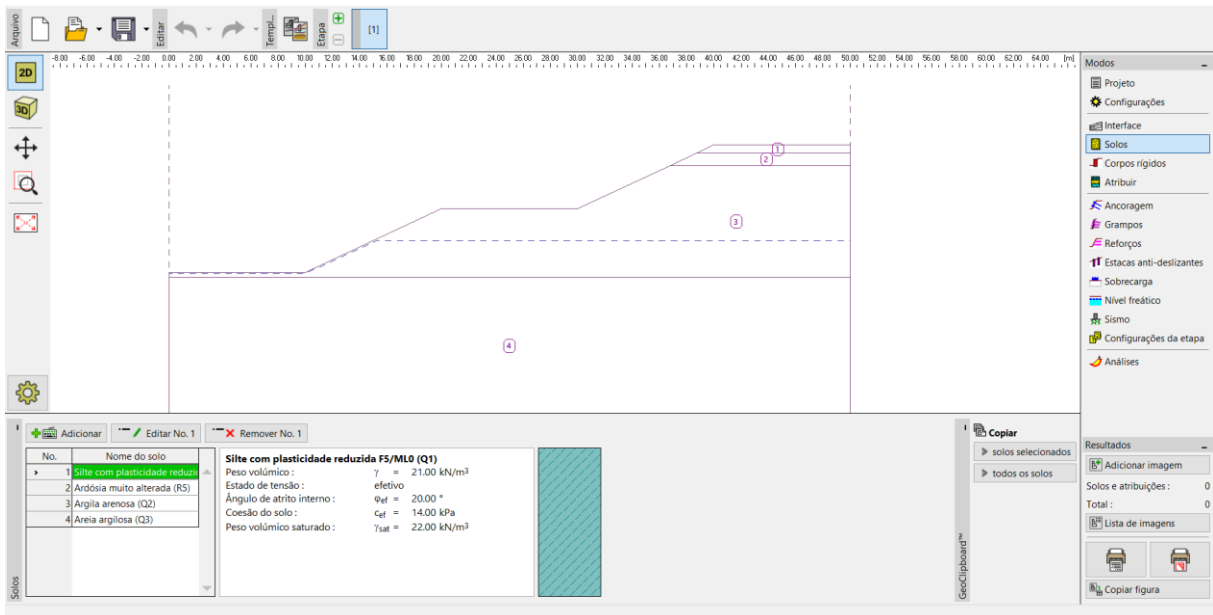 Arquivo
Editar
Templ...
Etapa
[1]
-8.00 -6.00 -4.00 -2.00 0.00 2.00 4.00 6.00 8.00 10.00 12.00 14.00 16.00 18.00 20.00 22.00 24.00 26.00 28.00 30.00 32.00 34.00 36.00 38.00 40.00 42.00 44.00 46.00 48.00 50.00 52.00 54.00 56.00 58.00 60.00 62.00 64.00 [m]
2D
3D
1
2
3
4
Modos
Projeto
Configurações
Interface
Solos
Corpos rígidos
Atribuir
Ancoragem
Grampos
Reforços
Estacas anti-deslizantes
Sobrecarga
Nível freático
Sismo
Configurações da etapa
Análises
Solos
Adicionar
Editar No. 1
Remover No. 1
No. Nome do solo
1 Silte com plasticidade reduzi
2 Ardósia muito alterada (R5)
3 Argila arenosa (Q2)
4 Areia argilosa (Q3)
Silte com plasticidade reduzida F5/ML0 (Q1)
Peso volúmico : γ = 21.00 kN/m³
Estado de tensão : efetivo
Ângulo de atrito interno : φef = 20.00 °
Coesão do solo : cef = 14.00 kPa
Peso volúmico saturado : γsat = 22.00 kN/m³
GeoClipboard™
Copiar
solos selecionados
todos os solos
Resultados
Adicionar imagem
Solos e atribuições : 0
Total : 0
Lista de imagens
Copiar figura